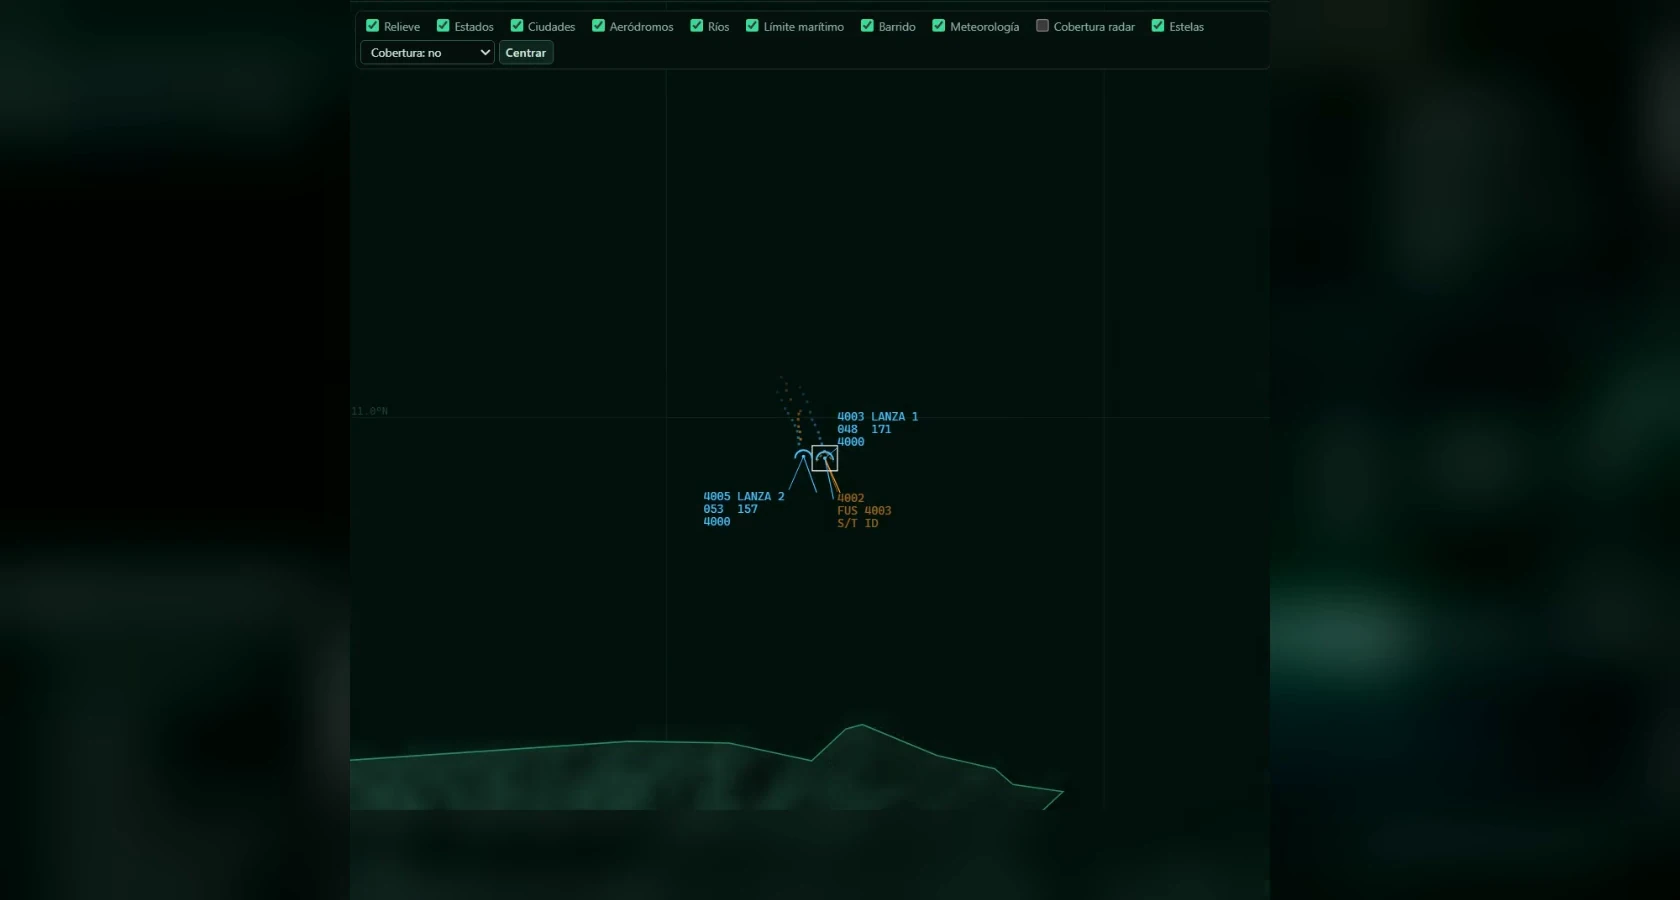 Relieve Estados Ciudades Aeródromos Ríos Límite marítimo Barrido Meteorología Cobertura radar Estelas
Cobertura: no Centrar
11.0ºN
4003 LANZA 1
048 171
4000
4005 LANZA 2
053 157
4000
4002
FUS 4003
S/T ID